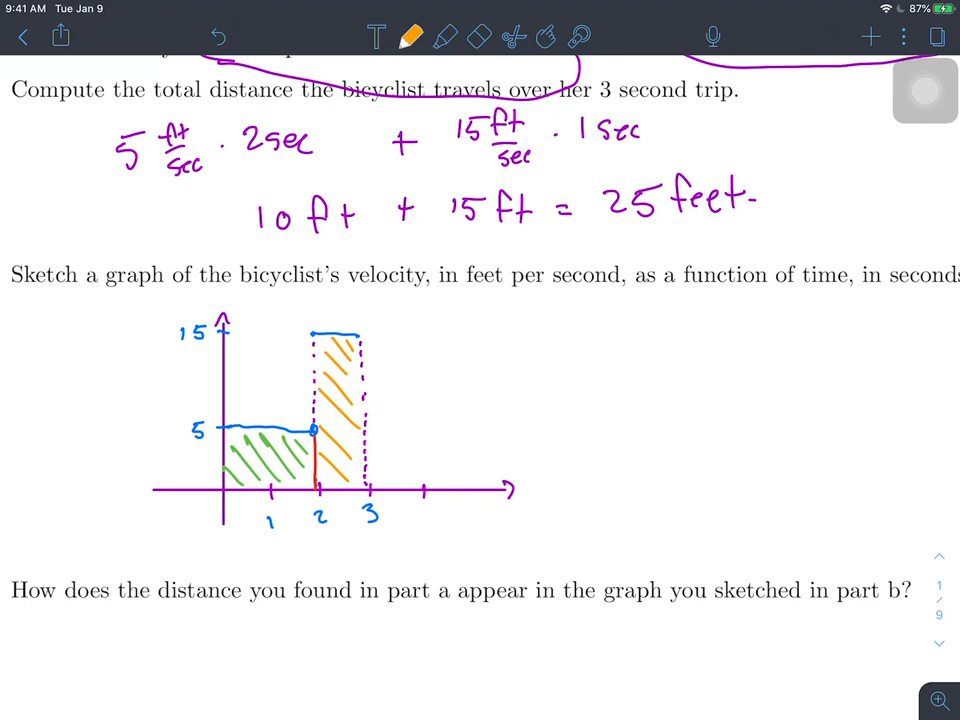 9:41 AM Tue Jan 9
87%
Compute the total distance the bicyclist travels over her 3 second trip.
5 ft/sec · 2sec + 15 ft/sec · 1 sec
10 ft + 15 ft = 25 feet.
Sketch a graph of the bicyclist's velocity, in feet per second, as a function of time, in seconds
15
5
1 2 3
How does the distance you found in part a appear in the graph you sketched in part b?
1
/
9